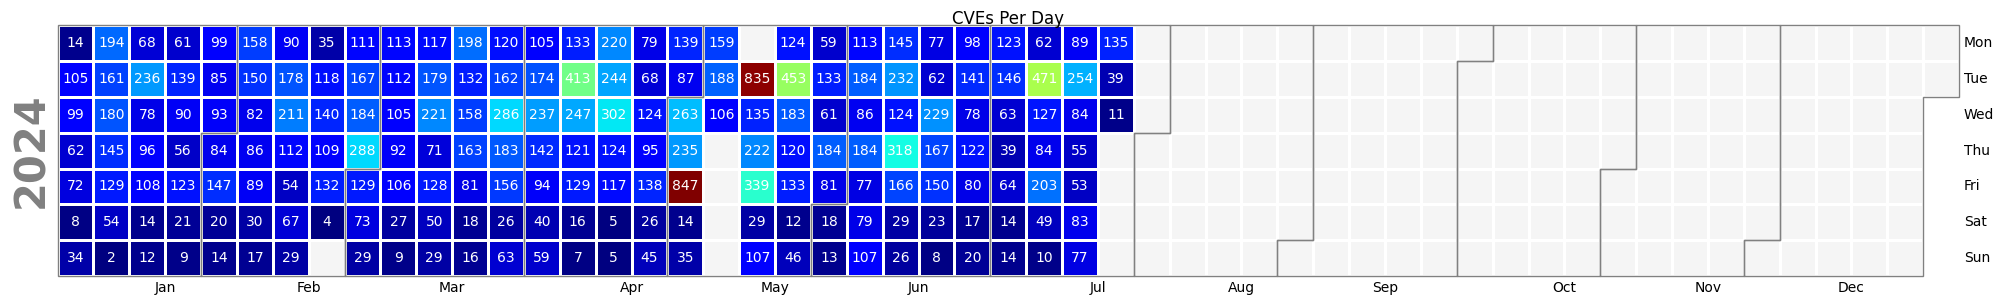 CVEs Per Day
2024
14 194 68 61 99 158 90 35 111 113 117 198 120 105 133 220 79 139 159 124 59 113 145 77 98 123 62 89 135 Mon
105 161 236 139 85 150 178 118 167 112 179 132 162 174 413 244 68 87 188 835 453 133 184 232 62 141 146 471 254 39 Tue
99 180 78 90 93 82 211 140 184 105 221 158 286 237 247 302 124 263 106 135 183 61 86 124 229 78 63 127 84 11 Wed
62 145 96 56 84 86 112 109 288 92 71 163 183 142 121 124 95 235 222 120 184 184 318 167 122 39 84 55 Thu
72 129 108 123 147 89 54 132 129 106 128 81 156 94 129 117 138 847 339 133 81 77 166 150 80 64 203 53 Fri
8 54 14 21 20 30 67 4 73 27 50 18 26 40 16 5 26 14 29 12 18 79 29 23 17 14 49 83 Sat
34 2 12 9 14 17 29 29 9 29 16 63 59 7 5 45 35 107 46 13 107 26 8 20 14 10 77 Sun
Jan Feb Mar Apr May Jun Jul Aug Sep Oct Nov Dec